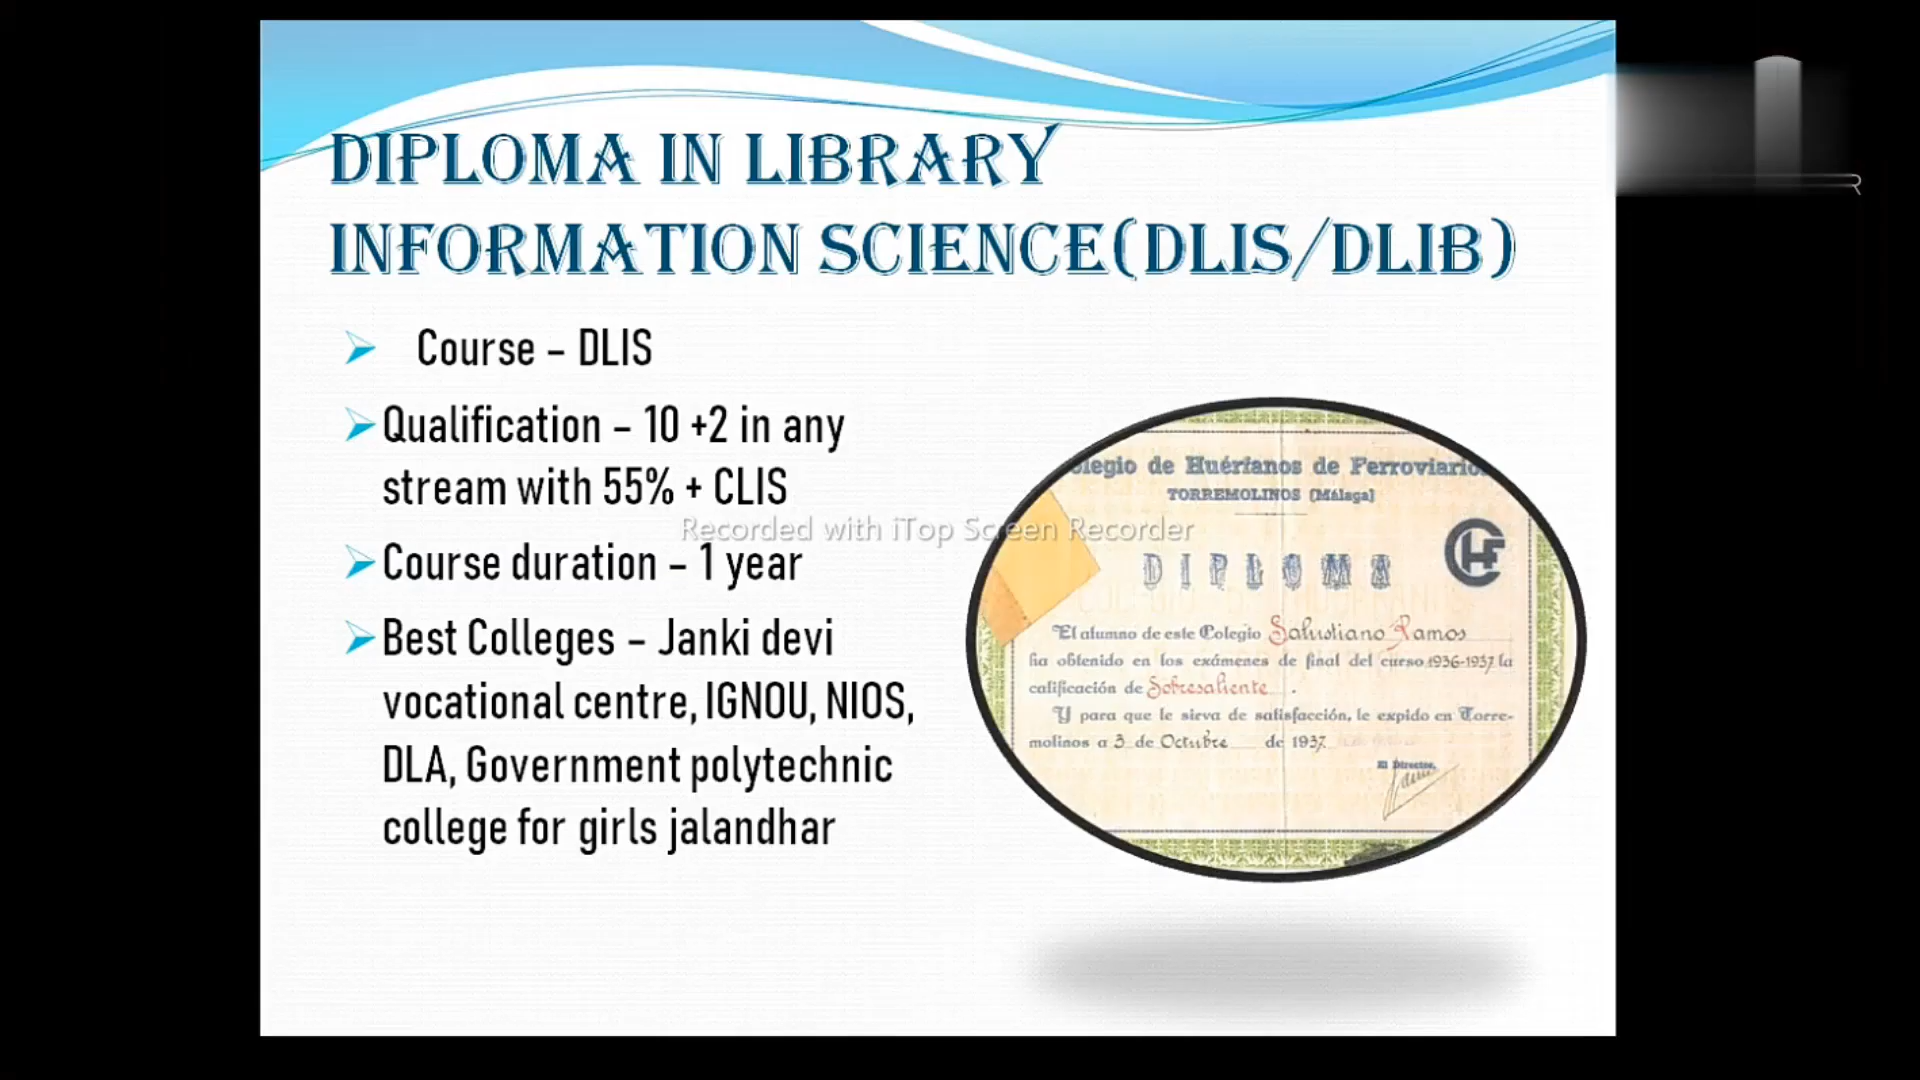 DIPLOMA IN LIBRARY
INFORMATION SCIENCE(DLIS/DLIB)
Course – DLIS
Qualification – 10 +2 in any
stream with 55% + CLIS
Course duration – 1 year
Best Colleges – Janki devi
vocational centre, IGNOU, NIOS,
DLA, Government polytechnic
college for girls jalandhar
Recorded with iTop Screen Recorder
olegio de Huérfanos de Ferroviario
TORREMOLINOS (Málaga)
DIPLOMA
El alumno de este Colegio Salustiano Ramos
ha obtenido en los exámenes de final del curso 1936-1937 la
calificación de Sobresaliente .
Y para que le sirva de satisfacción, le expido en Torre-
molinos a 3 de Octubre de 1937.
El Director,
R